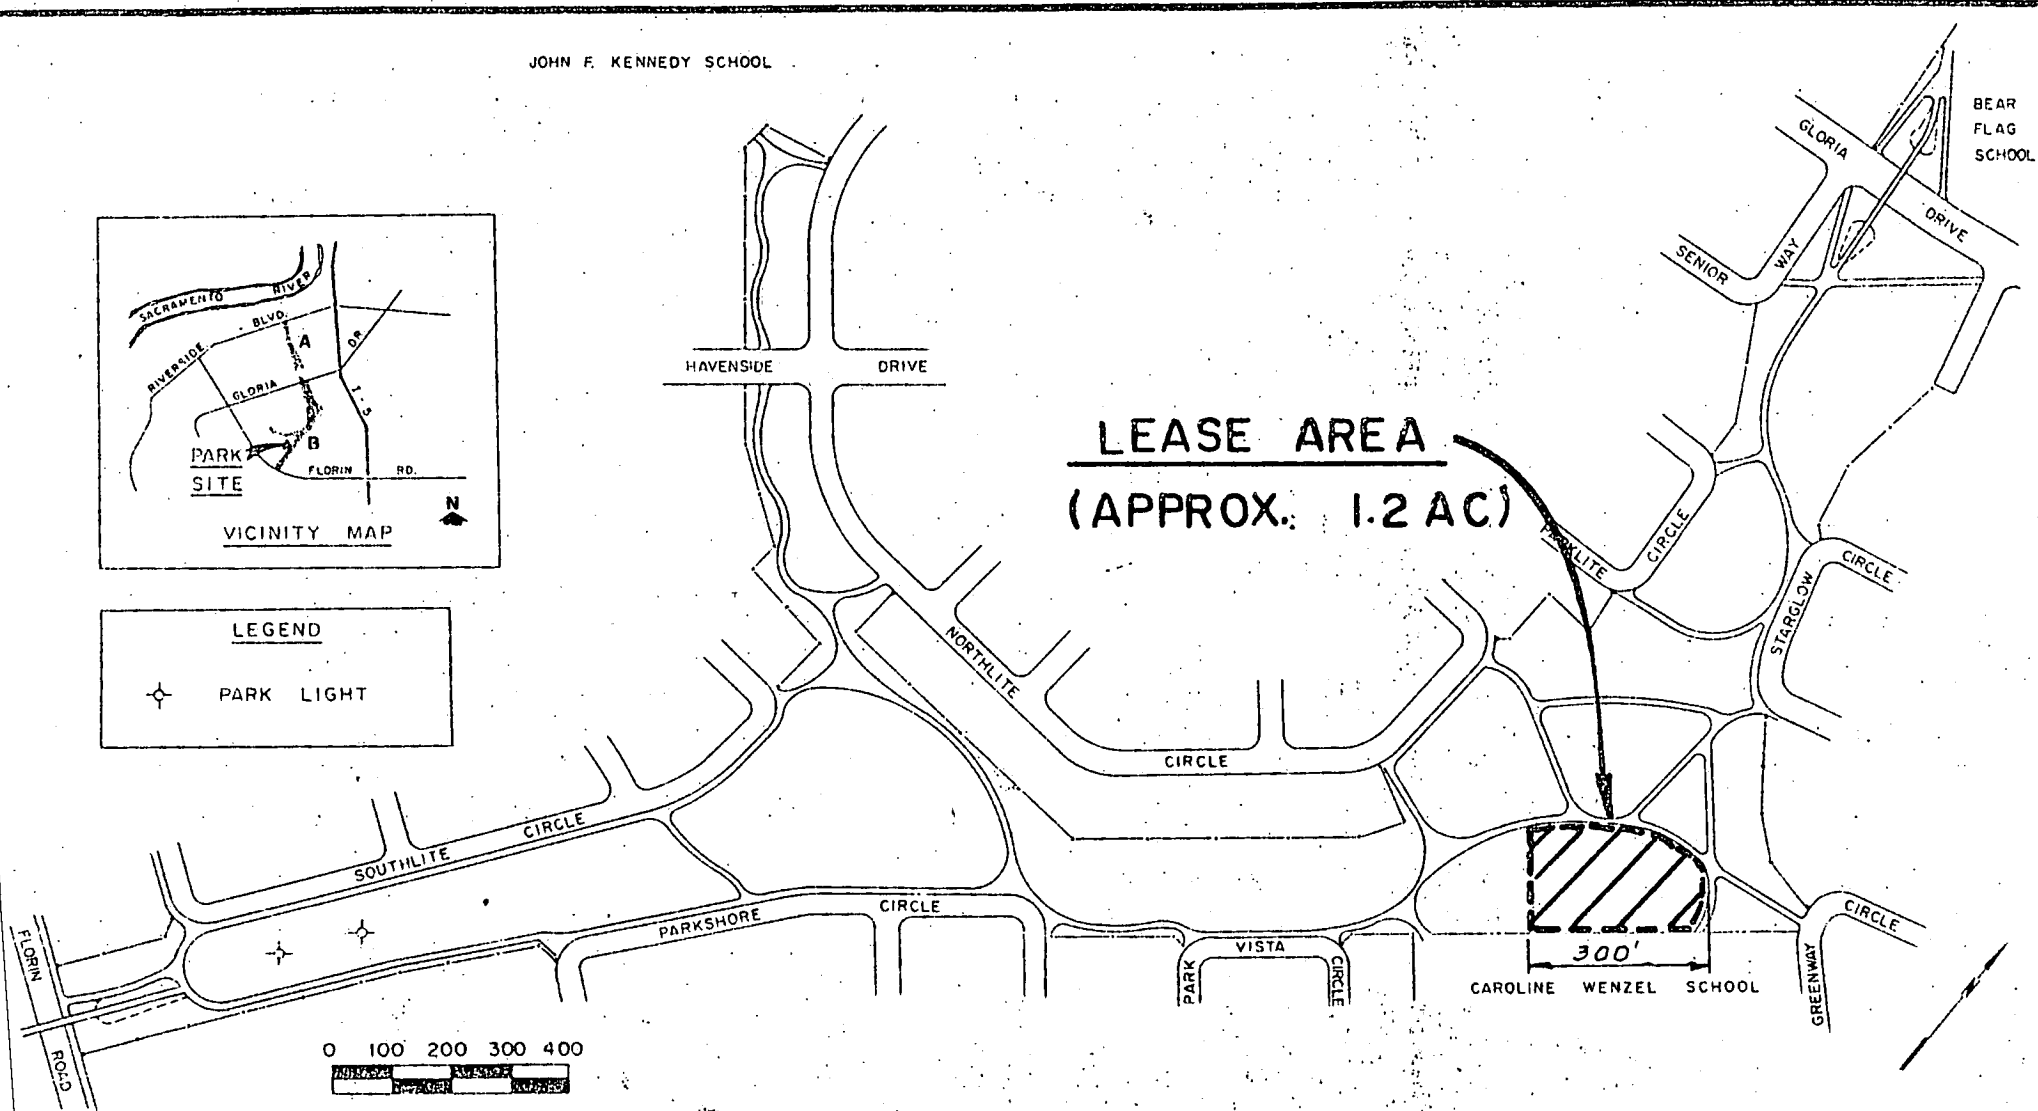 JOHN F. KENNEDY SCHOOL
BEAR
FLAG
SCHOOL
GLORIA
DRIVE
SENIOR
WAY
SACRAMENTO
RIVER
RIVERSIDE
BLVD.
A
DR
GLORIA
I-5
B
PARK
SITE
FLORIN RD.
N
VICINITY MAP
HAVENSIDE DRIVE
LEASE AREA
(APPROX. 1.2 AC)
PARKLITE
CIRCLE
STARGLOW
CIRCLE
LEGEND
PARK LIGHT
NORTHLITE
CIRCLE
SOUTHLITE
CIRCLE
PARKSHORE
CIRCLE
PARK
VISTA
CIRCLE
300'
CAROLINE WENZEL SCHOOL
GREENWAY
CIRCLE
FLORIN
ROAD
0 100 200 300 400